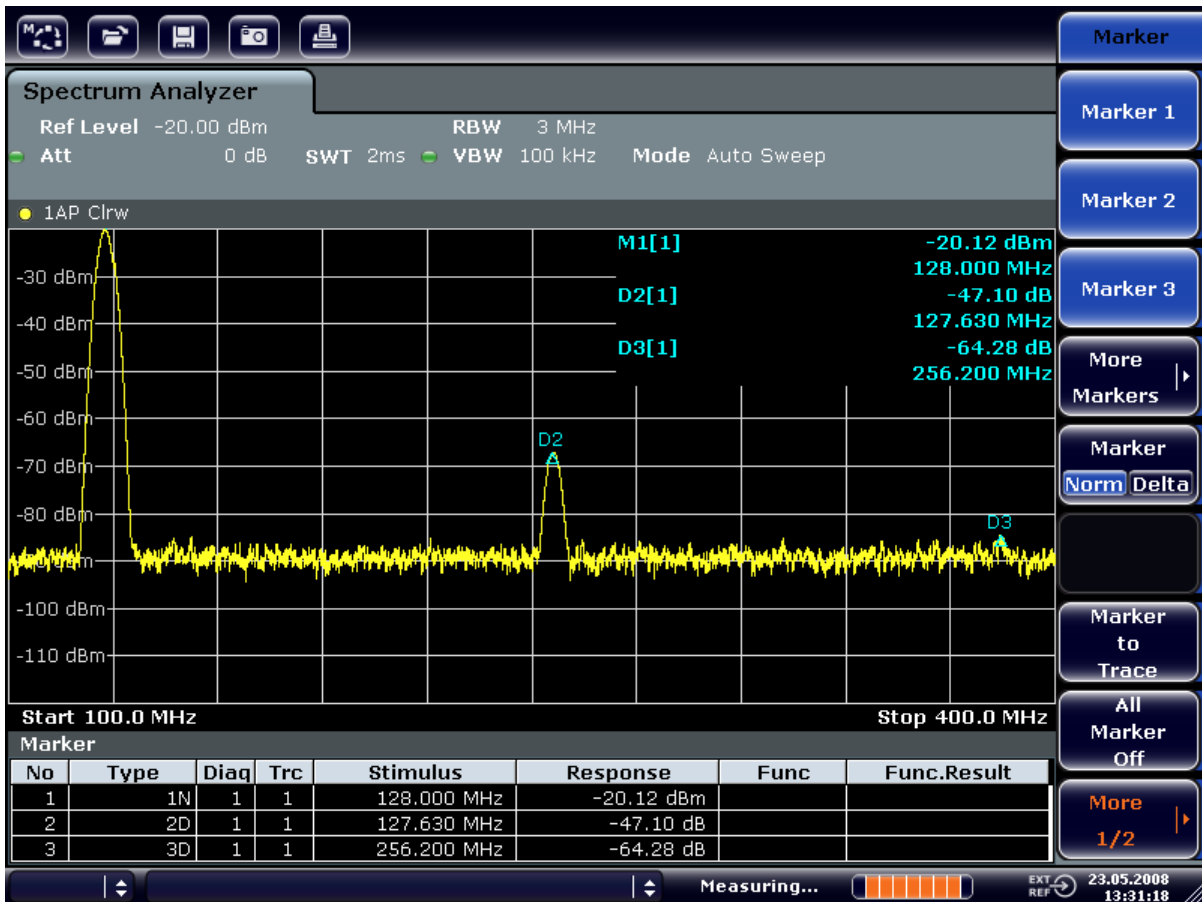 M
Marker
Spectrum Analyzer
Ref Level -20.00 dBm RBW 3 MHz
Att 0 dB SWT 2ms VBW 100 kHz Mode Auto Sweep
1AP Clrw
M1[1] -20.12 dBm
128.000 MHz
D2[1] -47.10 dB
127.630 MHz
D3[1] -64.28 dB
256.200 MHz
-30 dBm
-40 dBm
-50 dBm
-60 dBm
-70 dBm
-80 dBm
-100 dBm
-110 dBm
D2
D3
Start 100.0 MHz Stop 400.0 MHz
Marker
No Type Diag Trc Stimulus Response Func Func.Result
1 1N 1 1 128.000 MHz -20.12 dBm
2 2D 1 1 127.630 MHz -47.10 dB
3 3D 1 1 256.200 MHz -64.28 dB
Measuring... EXT REF 23.05.2008
13:31:18
Marker 1
Marker 2
Marker 3
More
Markers
Marker
Norm Delta
Marker
to
Trace
All
Marker
Off
More
1/2